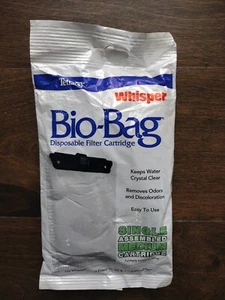 Tetra
Whisper
Bio-Bag
Disposable Filter Cartridge
Keeps Water
Crystal Clear
Removes Odors
and Discoloration
Easy To Use
SINGLE
ASSEMBLED
MEDIUM
CARTRIDGE